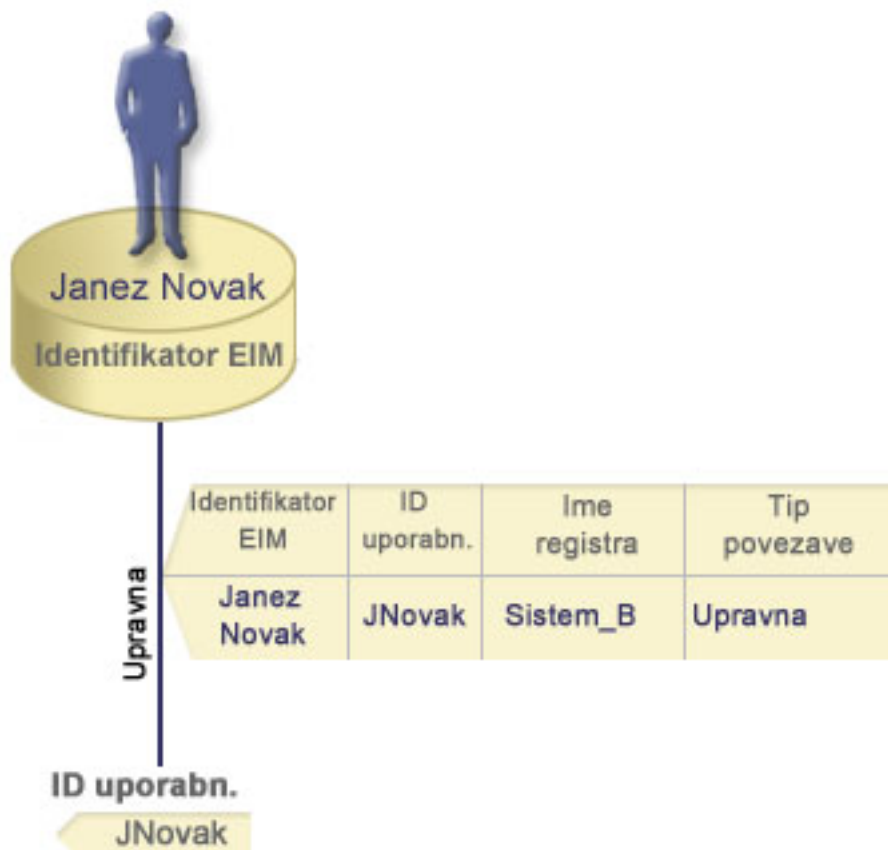 Janez Novak
Identifikator EIM
Identifikator EIM
ID uporabn.
Ime registra
Tip povezave
Janez Novak
JNovak
Sistem_B
Upravna
Upravna
ID uporabn.
JNovak